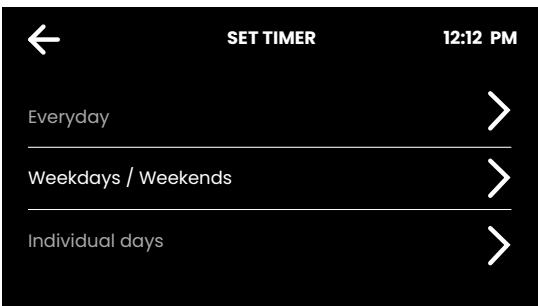 SET TIMER 12:12 PM
Everyday
Weekdays / Weekends
Individual days